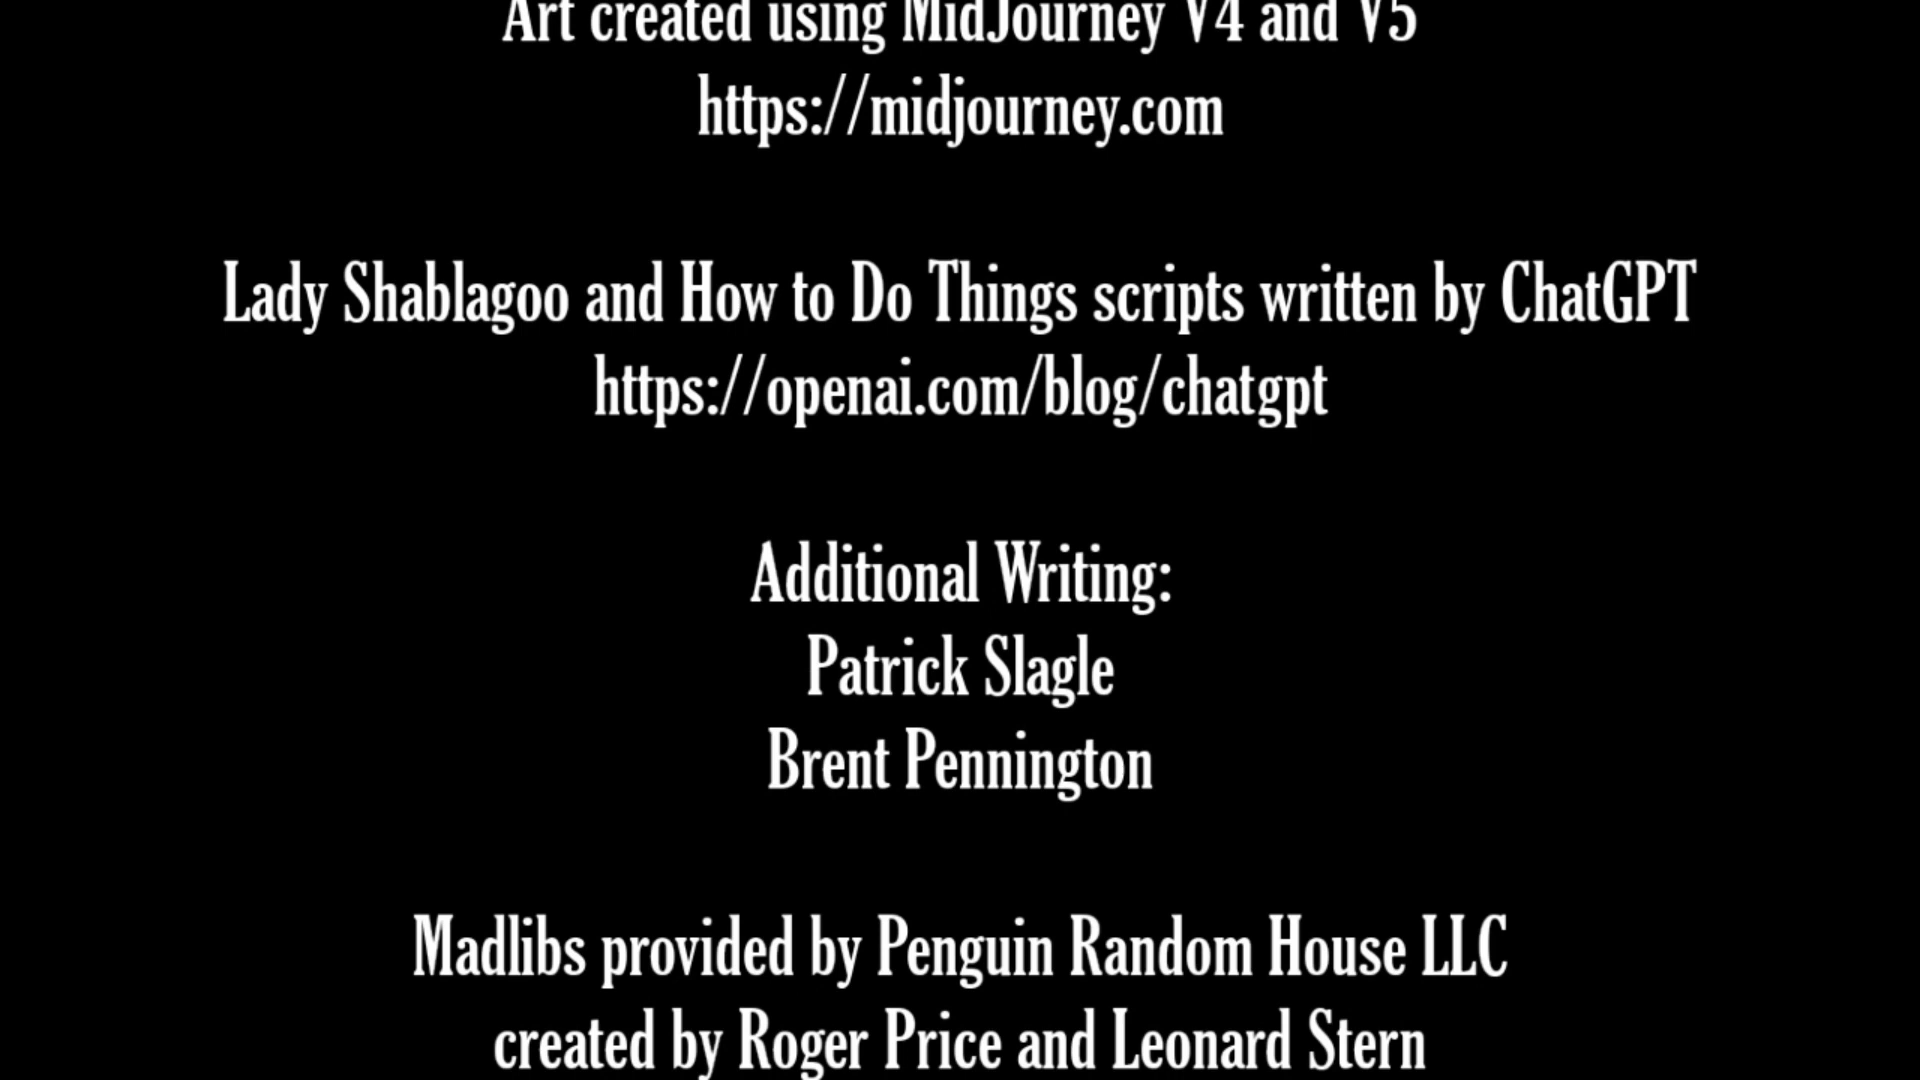 Art created using MidJourney V4 and V5
https://midjourney.com
Lady Shablagoo and How to Do Things scripts written by ChatGPT
https://openai.com/blog/chatgpt
Additional Writing:
Patrick Slagle
Brent Pennington
Madlibs provided by Penguin Random House LLC
created by Roger Price and Leonard Stern